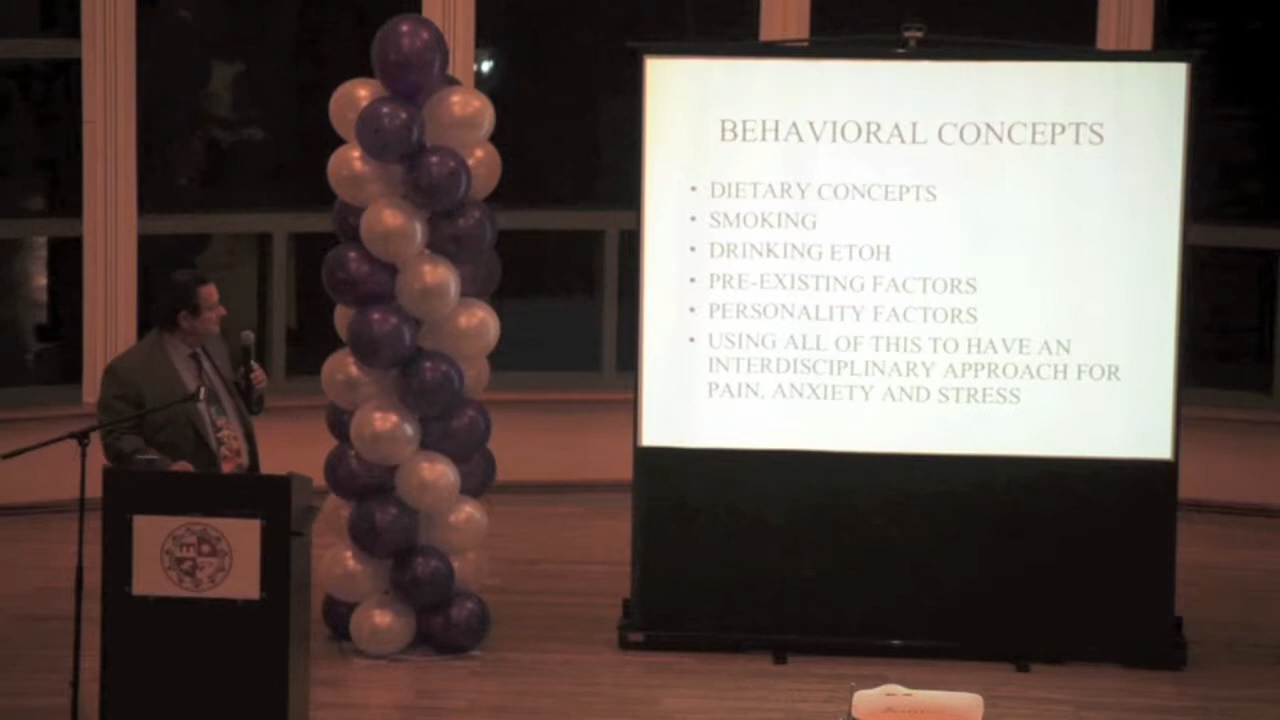 BEHAVIORAL CONCEPTS
• DIETARY CONCEPTS
• SMOKING
• DRINKING ETOH
• PRE-EXISTING FACTORS
• PERSONALITY FACTORS
• USING ALL OF THIS TO HAVE AN
INTERDISCIPLINARY APPROACH FOR
PAIN, ANXIETY AND STRESS